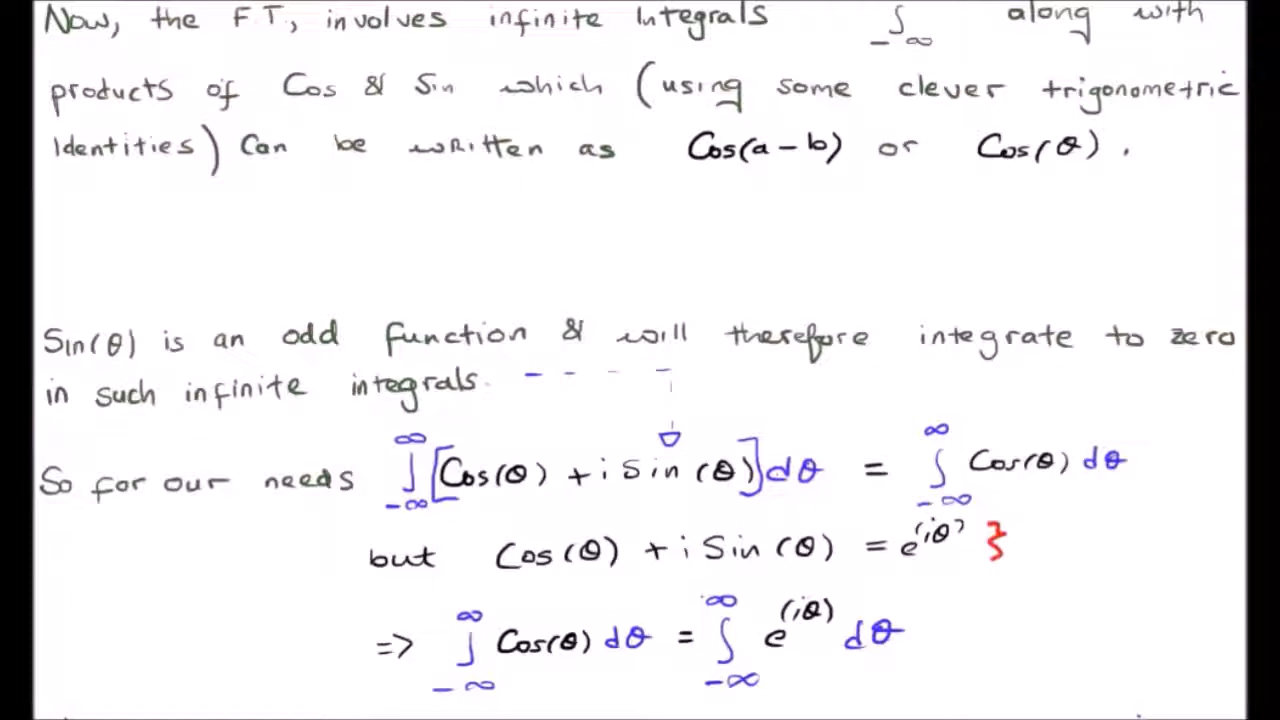 Now, the F.T., involves infinite Integrals ∫_{-∞} along with
products of Cos & Sin which (using some clever trigonometric
Identities) Can be written as Cos(a - b) or Cos(θ).
Sin(θ) is an odd function & will therefore integrate to zero
in such infinite integrals.
So for our needs ∫_{-∞}^{∞} [Cos(θ) + i Sin(θ)] dθ = ∫_{-∞}^{∞} Cos(θ) dθ
but Cos(θ) + i Sin(θ) = e^{(iθ)} }
=> ∫_{-∞}^{∞} Cos(θ) dθ = ∫_{-∞}^{∞} e^{(iθ)} dθ